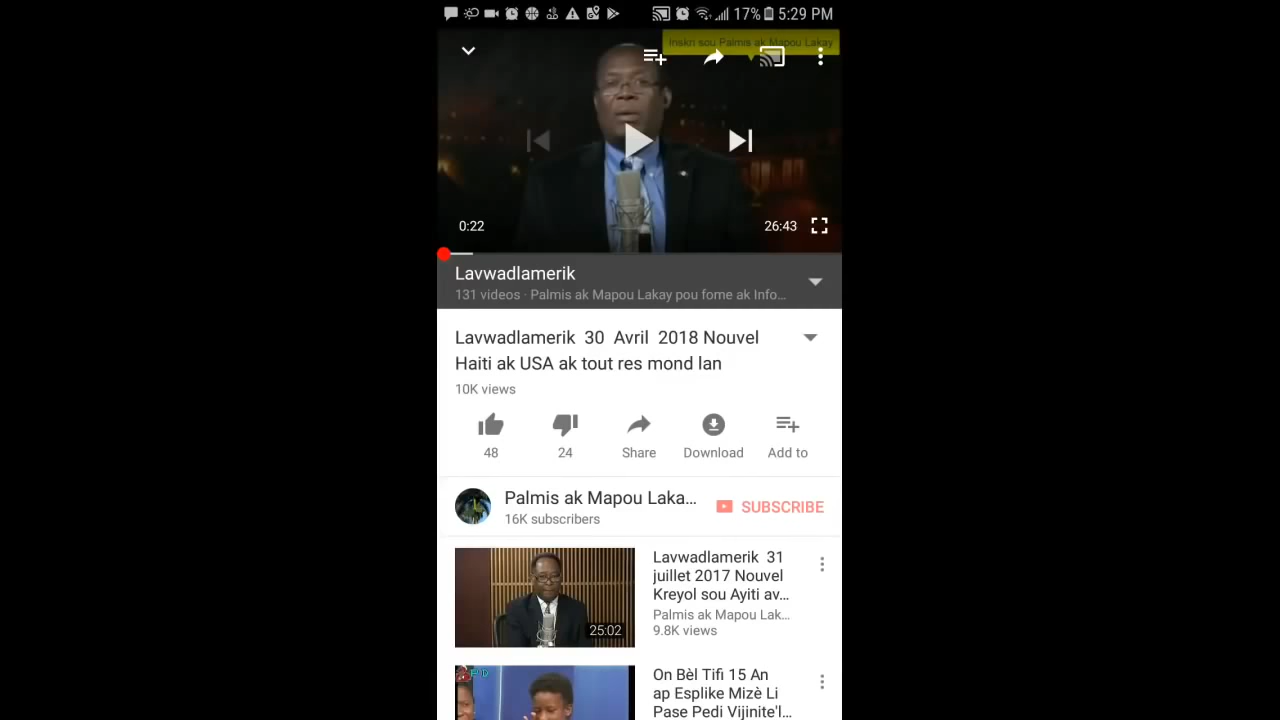 17% 5:29 PM
Inskri sou Palmis ak Mapou Lakay
0:22
26:43
Lavwadlamerik
131 videos · Palmis ak Mapou Lakay pou fome ak Info...
Lavwadlamerik 30 Avril 2018 Nouvel
Haiti ak USA ak tout res mond lan
10K views
48
24
Share
Download
Add to
Palmis ak Mapou Laka...
16K subscribers
SUBSCRIBE
25:02
Lavwadlamerik 31
juillet 2017 Nouvel
Kreyol sou Ayiti av...
Palmis ak Mapou Lak...
9.8K views
On Bèl Tifi 15 An
ap Esplike Mizè Li
Pase Pedi Vijinite'l...